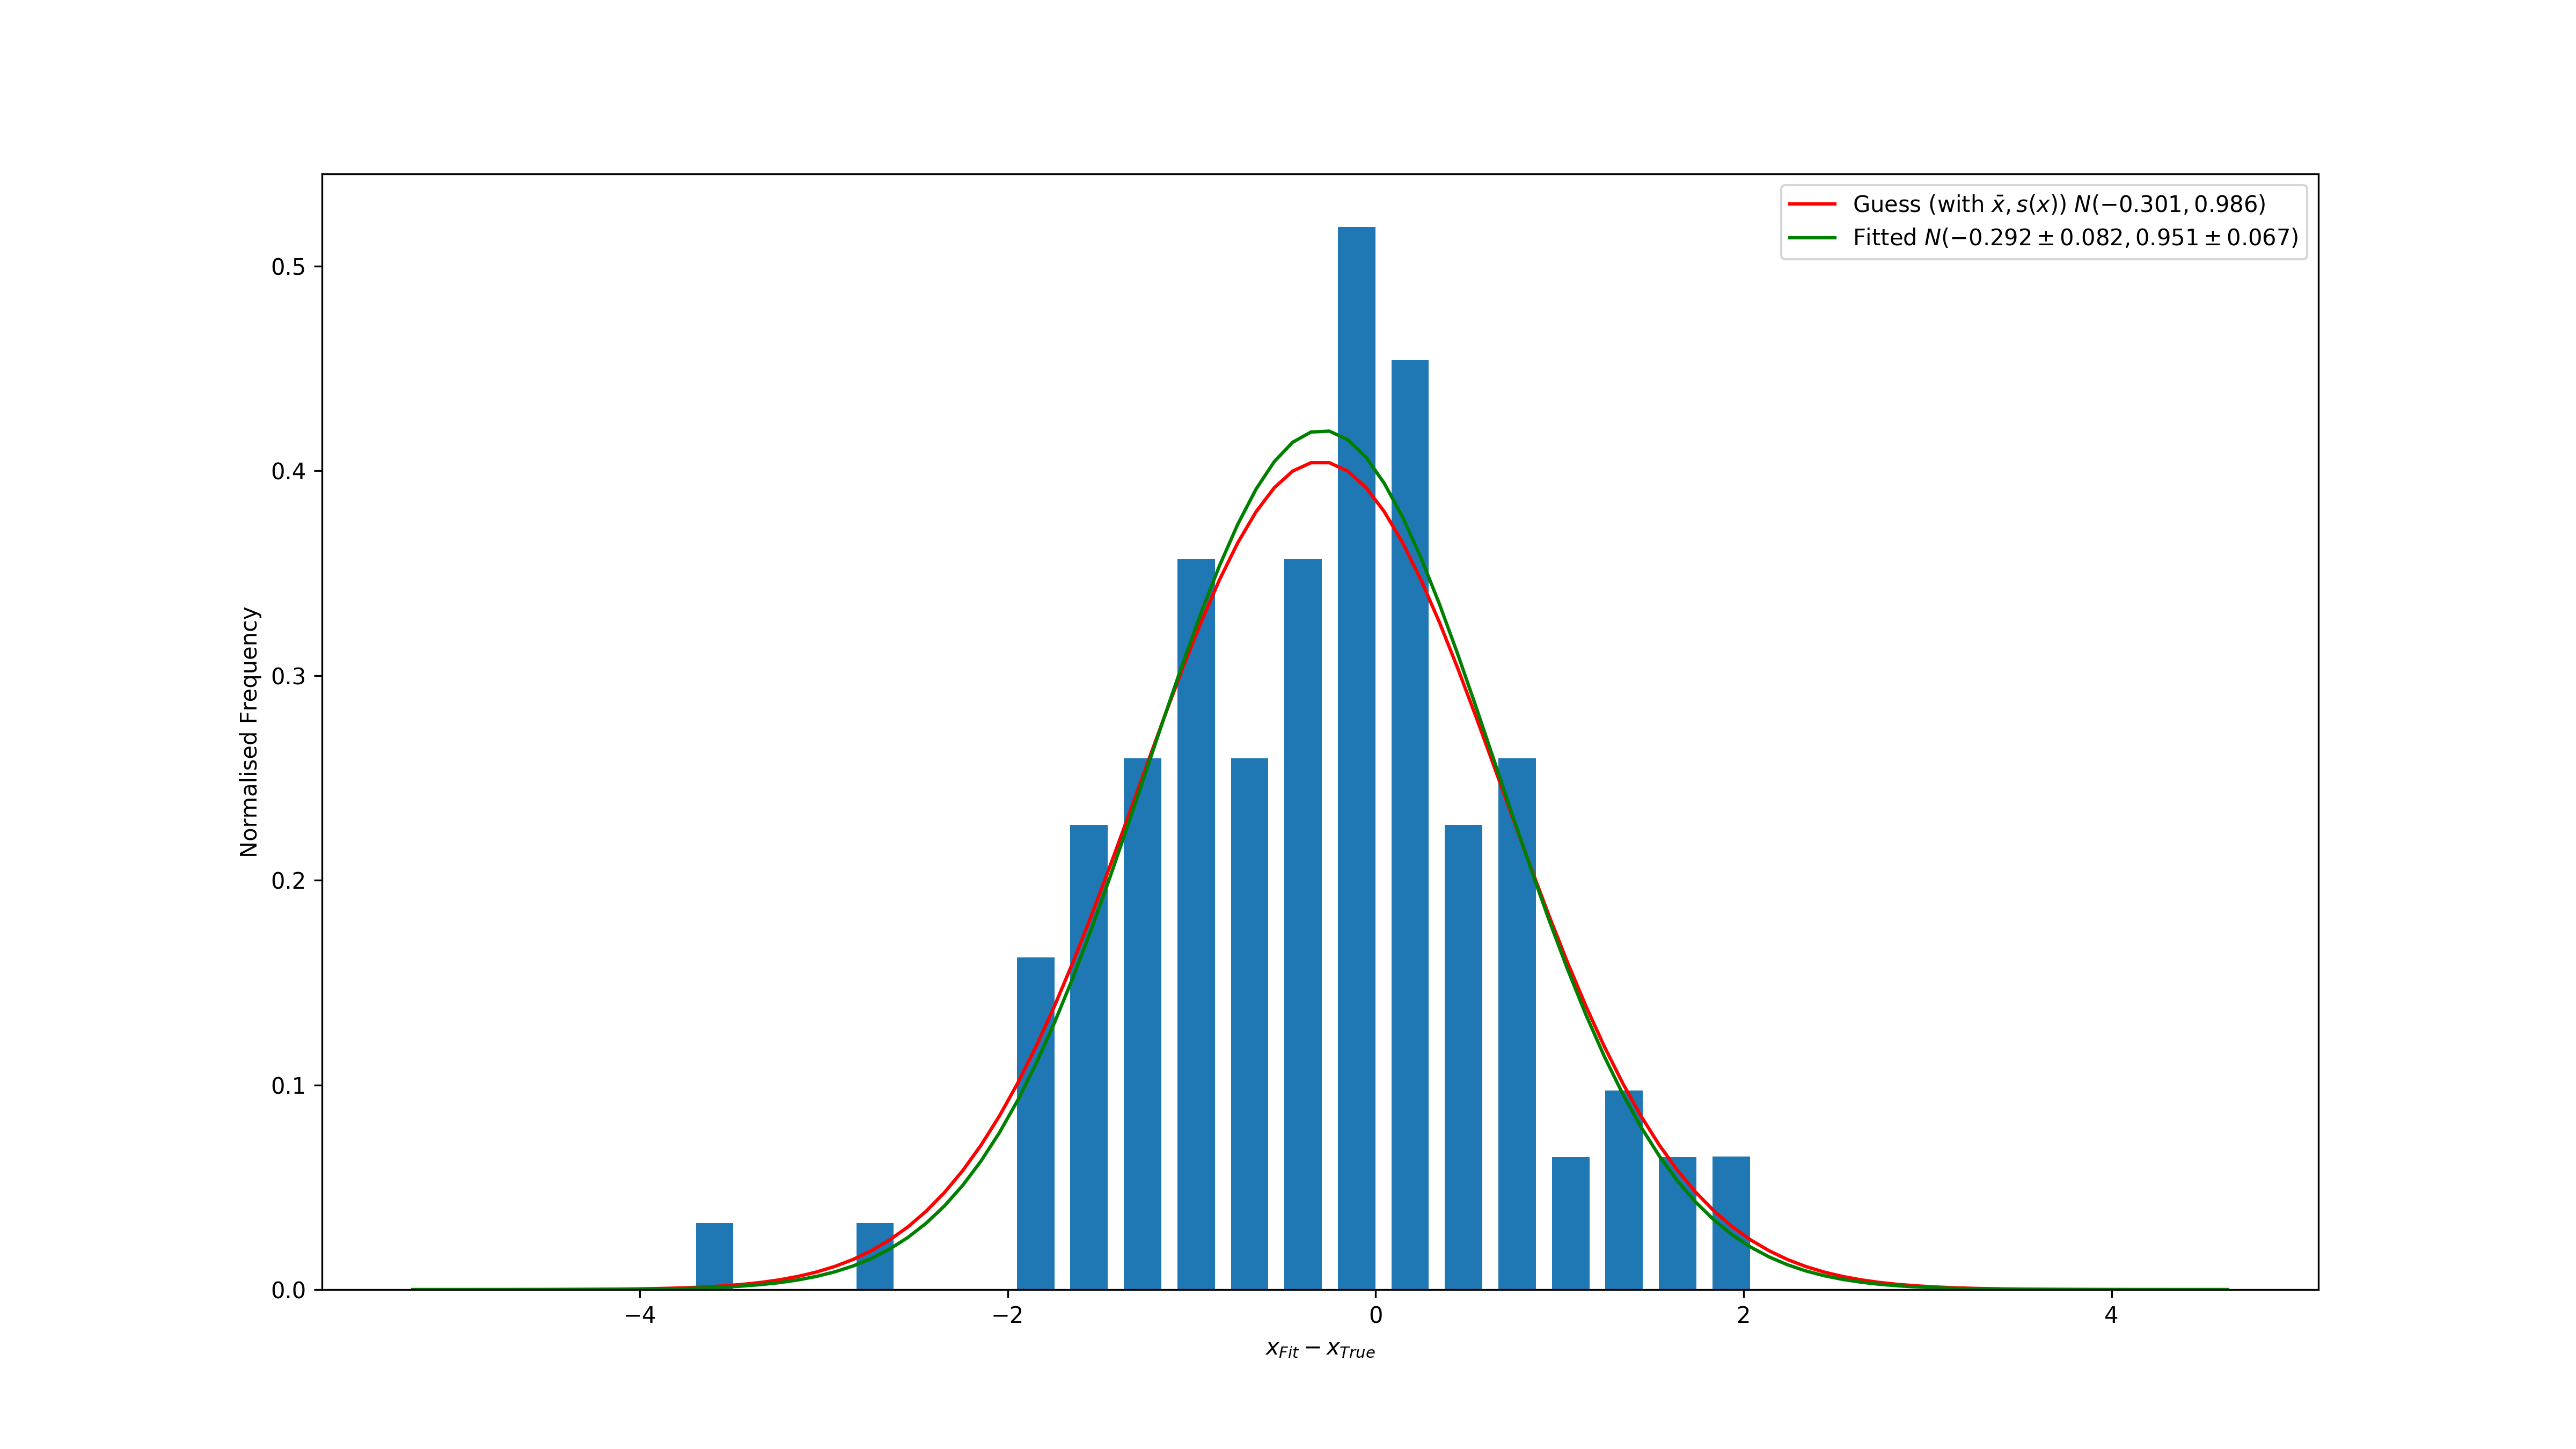 Guess (with x̄, s(x)) N(−0.301, 0.986)
Fitted N(−0.292 ± 0.082, 0.951 ± 0.067)
0.5
0.4
0.3
0.2
0.1
0.0
Normalised Frequency
−4 −2 0 2 4
x_Fit − x_True